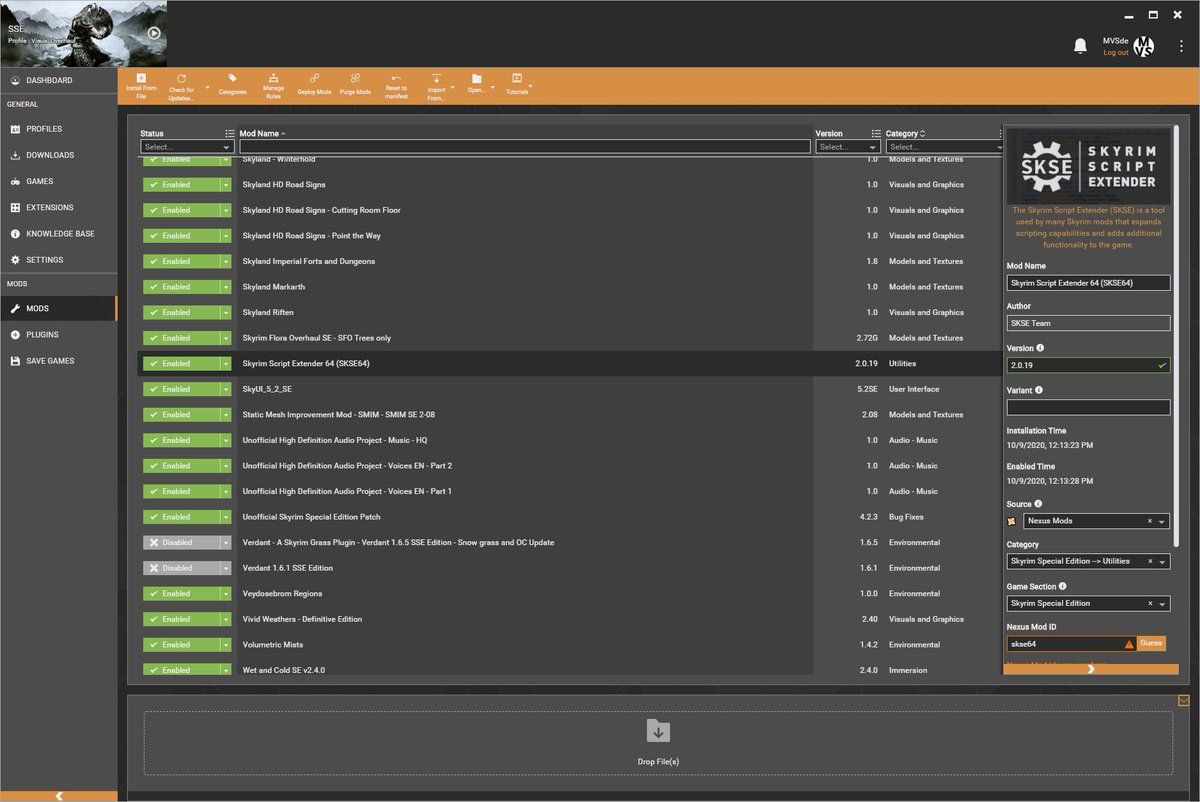 SSE
Profile : Visual Overhaul
MVSde
Log out
DASHBOARD
GENERAL
PROFILES
DOWNLOADS
GAMES
EXTENSIONS
KNOWLEDGE BASE
SETTINGS
MODS
MODS
PLUGINS
SAVE GAMES
Install From File
Check for Updates...
Categories
Manage Rules
Deploy Mods
Purge Mods
Reset to manifest
Import From...
Open...
Tutorials
Status Mod Name Version Category
Select... Select... Select...
Enabled Skyland - Winterhold 1.0 Models and Textures
Enabled Skyland HD Road Signs 1.0 Visuals and Graphics
Enabled Skyland HD Road Signs - Cutting Room Floor 1.0 Visuals and Graphics
Enabled Skyland HD Road Signs - Point the Way 1.0 Visuals and Graphics
Enabled Skyland Imperial Forts and Dungeons 1.8 Models and Textures
Enabled Skyland Markarth 1.0 Models and Textures
Enabled Skyland Riften 1.0 Visuals and Graphics
Enabled Skyrim Flora Overhaul SE - SFO Trees only 2.72G Models and Textures
Enabled Skyrim Script Extender 64 (SKSE64) 2.0.19 Utilities
Enabled SkyUI_5_2_SE 5.2SE User Interface
Enabled Static Mesh Improvement Mod - SMIM - SMIM SE 2-08 2.08 Models and Textures
Enabled Unofficial High Definition Audio Project - Music - HQ 1.0 Audio - Music
Enabled Unofficial High Definition Audio Project - Voices EN - Part 2 1.0 Audio - Music
Enabled Unofficial High Definition Audio Project - Voices EN - Part 1 1.0 Audio - Music
Enabled Unofficial Skyrim Special Edition Patch 4.2.3 Bug Fixes
Disabled Verdant - A Skyrim Grass Plugin - Verdant 1.6.5 SSE Edition - Snow grass and OC Update 1.6.5 Environmental
Disabled Verdant 1.6.1 SSE Edition 1.6.1 Environmental
Enabled Veydosebrom Regions 1.0.0 Environmental
Enabled Vivid Weathers - Definitive Edition 2.40 Visuals and Graphics
Enabled Volumetric Mists 1.4.2 Environmental
Enabled Wet and Cold SE v2.4.0 2.4.0 Immersion
SKSE
SKYRIM
SCRIPT
EXTENDER
The Skyrim Script Extender (SKSE) is a tool
used by many Skyrim mods that expands
scripting capabilities and adds additional
functionality to the game.
Mod Name
Skyrim Script Extender 64 (SKSE64)
Author
SKSE Team
Version
2.0.19
Variant
Installation Time
10/9/2020, 12:13:23 PM
Enabled Time
10/9/2020, 12:13:28 PM
Source
Nexus Mods
Category
Skyrim Special Edition --> Utilities
Game Section
Skyrim Special Edition
Nexus Mod ID
skse64 Guess
Drop File(s)